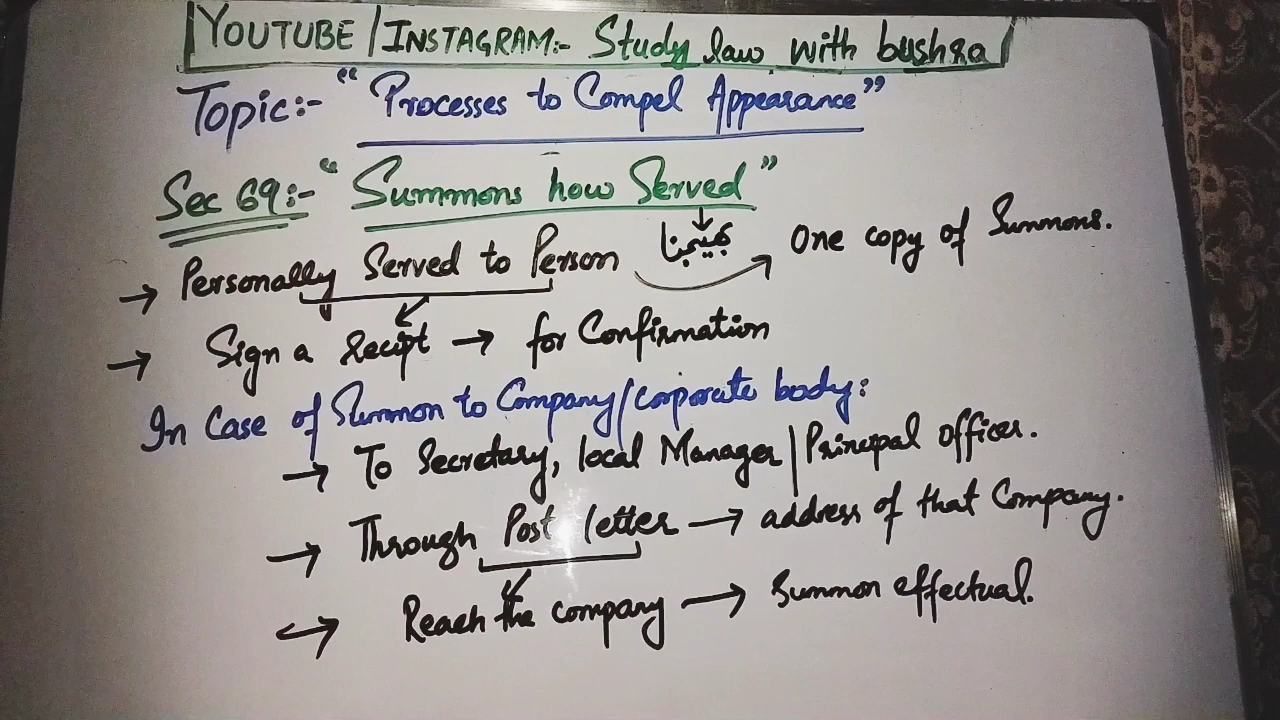 YOUTUBE/INSTAGRAM:- Study law with bushra
Topic:- "Processes to Compel Appearance"
Sec 69:- "Summons how Served"
بھیجنا
→ Personally Served to Person → One copy of Summons.
→ Sign a Recipt → for Confirmation
In Case of Summon to Company/corporate body:
→ To Secretary, local Manager/Principal officer.
→ Through Post letter → address of that Company.
→ Reach the company → Summon effectual.